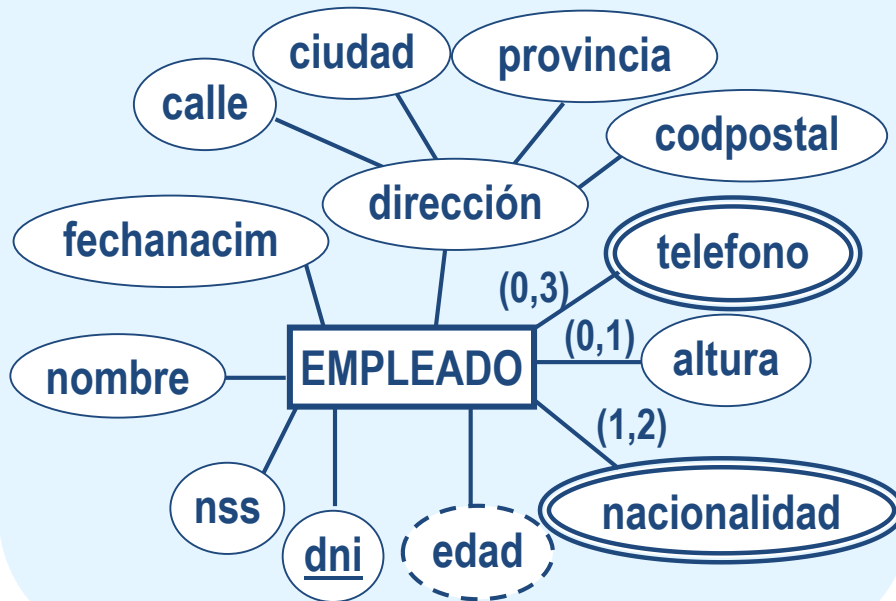 ciudad
provincia
calle
codpostal
dirección
fechanacim
telefono
(0,3)
(0,1)
EMPLEADO
altura
nombre
(1,2)
nss
nacionalidad
dni
edad